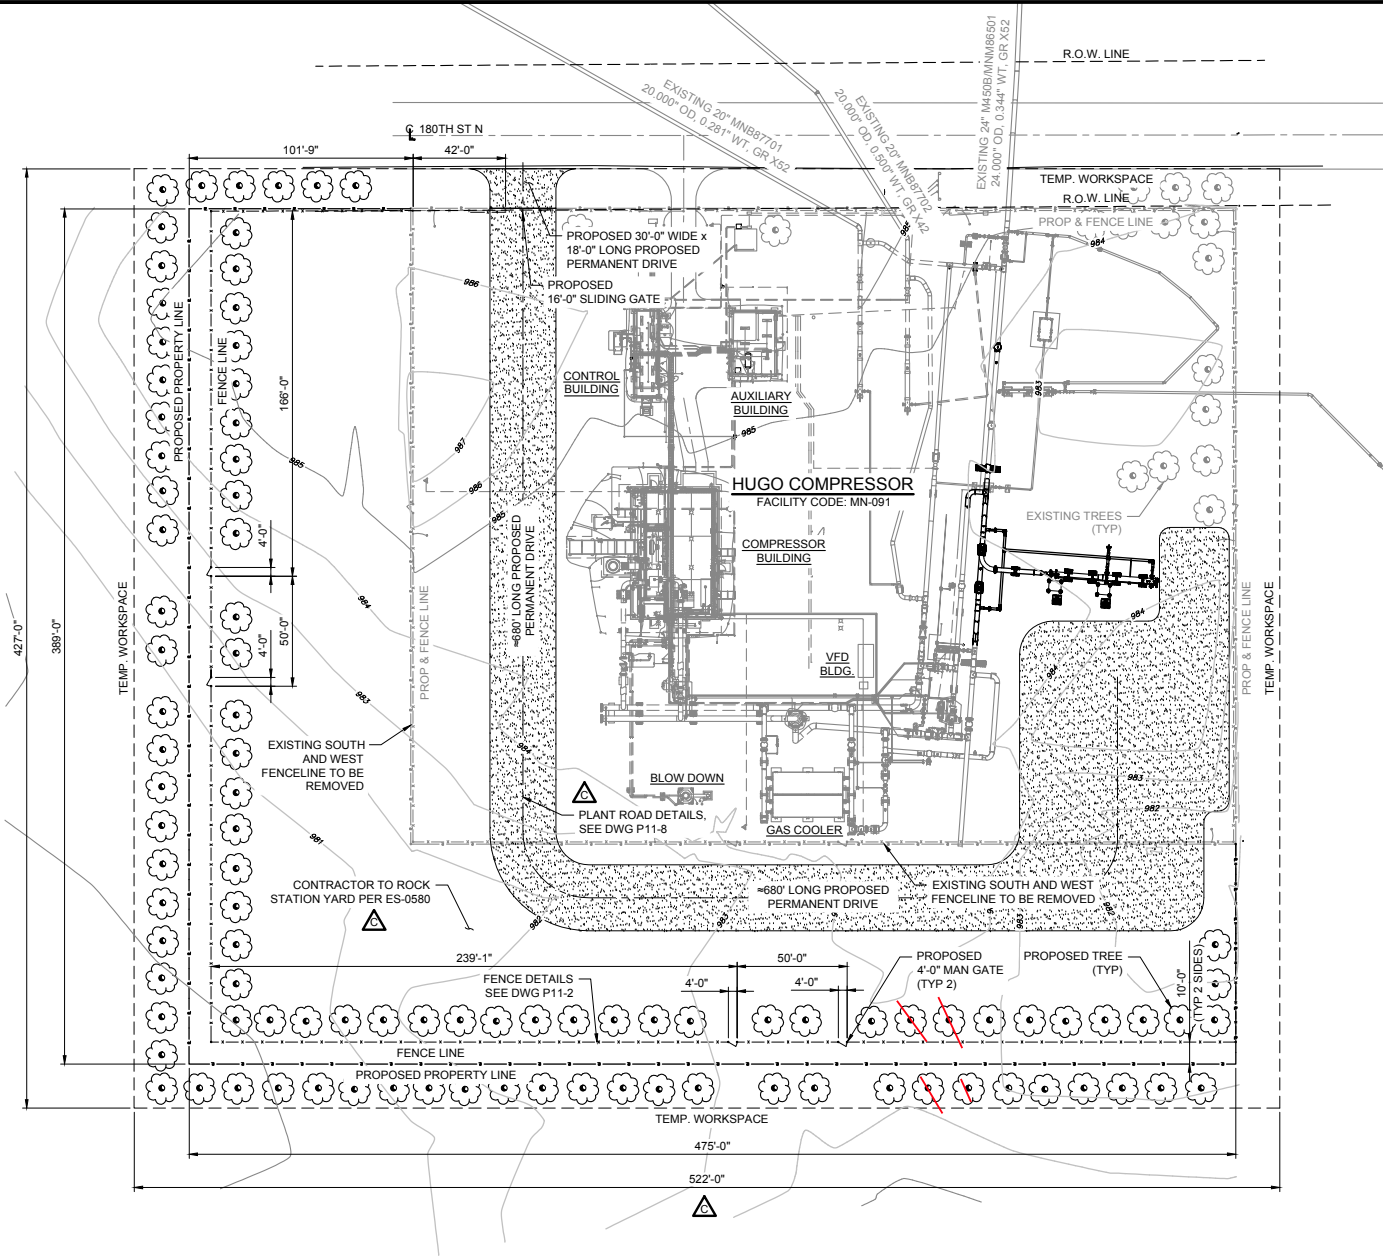 R.O.W. LINE
EXISTING 20" MNB87701
20.000" OD, 0.281" WT, GR X52
EXISTING 20" MNB87702
20.000" OD, 0.500" WT GR X42
EXISTING 24" M450B/MNM86501
24.000" OD, 0.344" WT, GR X52
180TH ST N
101'-9"
42'-0"
TEMP. WORKSPACE
R.O.W. LINE
PROP & FENCE LINE
984
985
PROPOSED 30'-0" WIDE x
18'-0" LONG PROPOSED
PERMANENT DRIVE
PROPOSED
16'-0" SLIDING GATE
986
PROPOSED PROPERTY LINE
FENCE LINE
166'-0"
CONTROL
BUILDING
AUXILIARY
BUILDING
983
985
987
985
986
985
HUGO COMPRESSOR
FACILITY CODE: MN-091
EXISTING TREES
(TYP)
COMPRESSOR
BUILDING
≈680' LONG PROPOSED
PERMANENT DRIVE
4'-0"
50'-0"
4'-0"
427'-0"
389'-0"
TEMP. WORKSPACE
984
PROP & FENCE LINE
984
984
VFD
BLDG.
PROP & FENCE LINE
TEMP. WORKSPACE
983
EXISTING SOUTH
AND WEST
FENCELINE TO BE
REMOVED
984
BLOW DOWN
983
982
C
PLANT ROAD DETAILS,
SEE DWG P11-8
GAS COOLER
981
CONTRACTOR TO ROCK
STATION YARD PER ES-0580
C
≈680' LONG PROPOSED
PERMANENT DRIVE
EXISTING SOUTH AND WEST
FENCELINE TO BE REMOVED
982
983
983
982
239'-1"
50'-0"
FENCE DETAILS
SEE DWG P11-2
4'-0"
4'-0"
PROPOSED
4'-0" MAN GATE
(TYP 2)
PROPOSED TREE
(TYP)
10'-0"
(TYP 2 SIDES)
FENCE LINE
PROPOSED PROPERTY LINE
TEMP. WORKSPACE
475'-0"
522'-0"
C